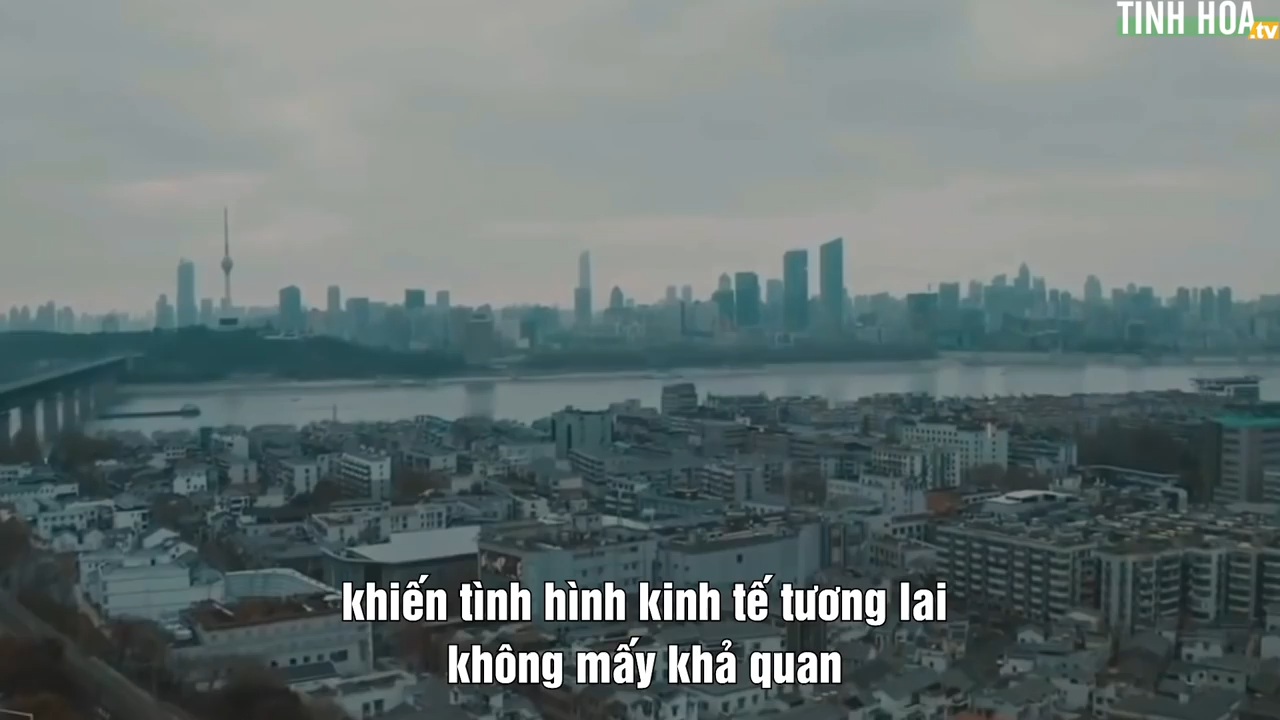 TINH HOA
.tv
khiến tình hình kinh tế tương lai
không mấy khả quan